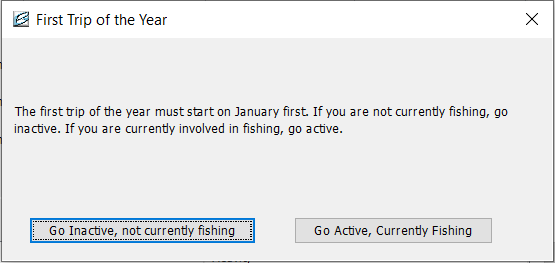 First Trip of the Year
The first trip of the year must start on January first. If you are not currently fishing, go
inactive. If you are currently involved in fishing, go active.
Go Inactive, not currently fishing
Go Active, Currently Fishing